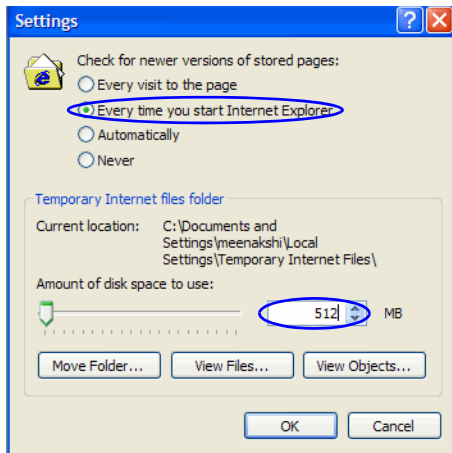 Settings
Check for newer versions of stored pages:
Every visit to the page
Every time you start Internet Explorer
Automatically
Never
Temporary Internet files folder
Current location: C:\Documents and
Settings\meenakshi\Local
Settings\Temporary Internet Files\
Amount of disk space to use:
512 MB
Move Folder... View Files... View Objects...
OK Cancel